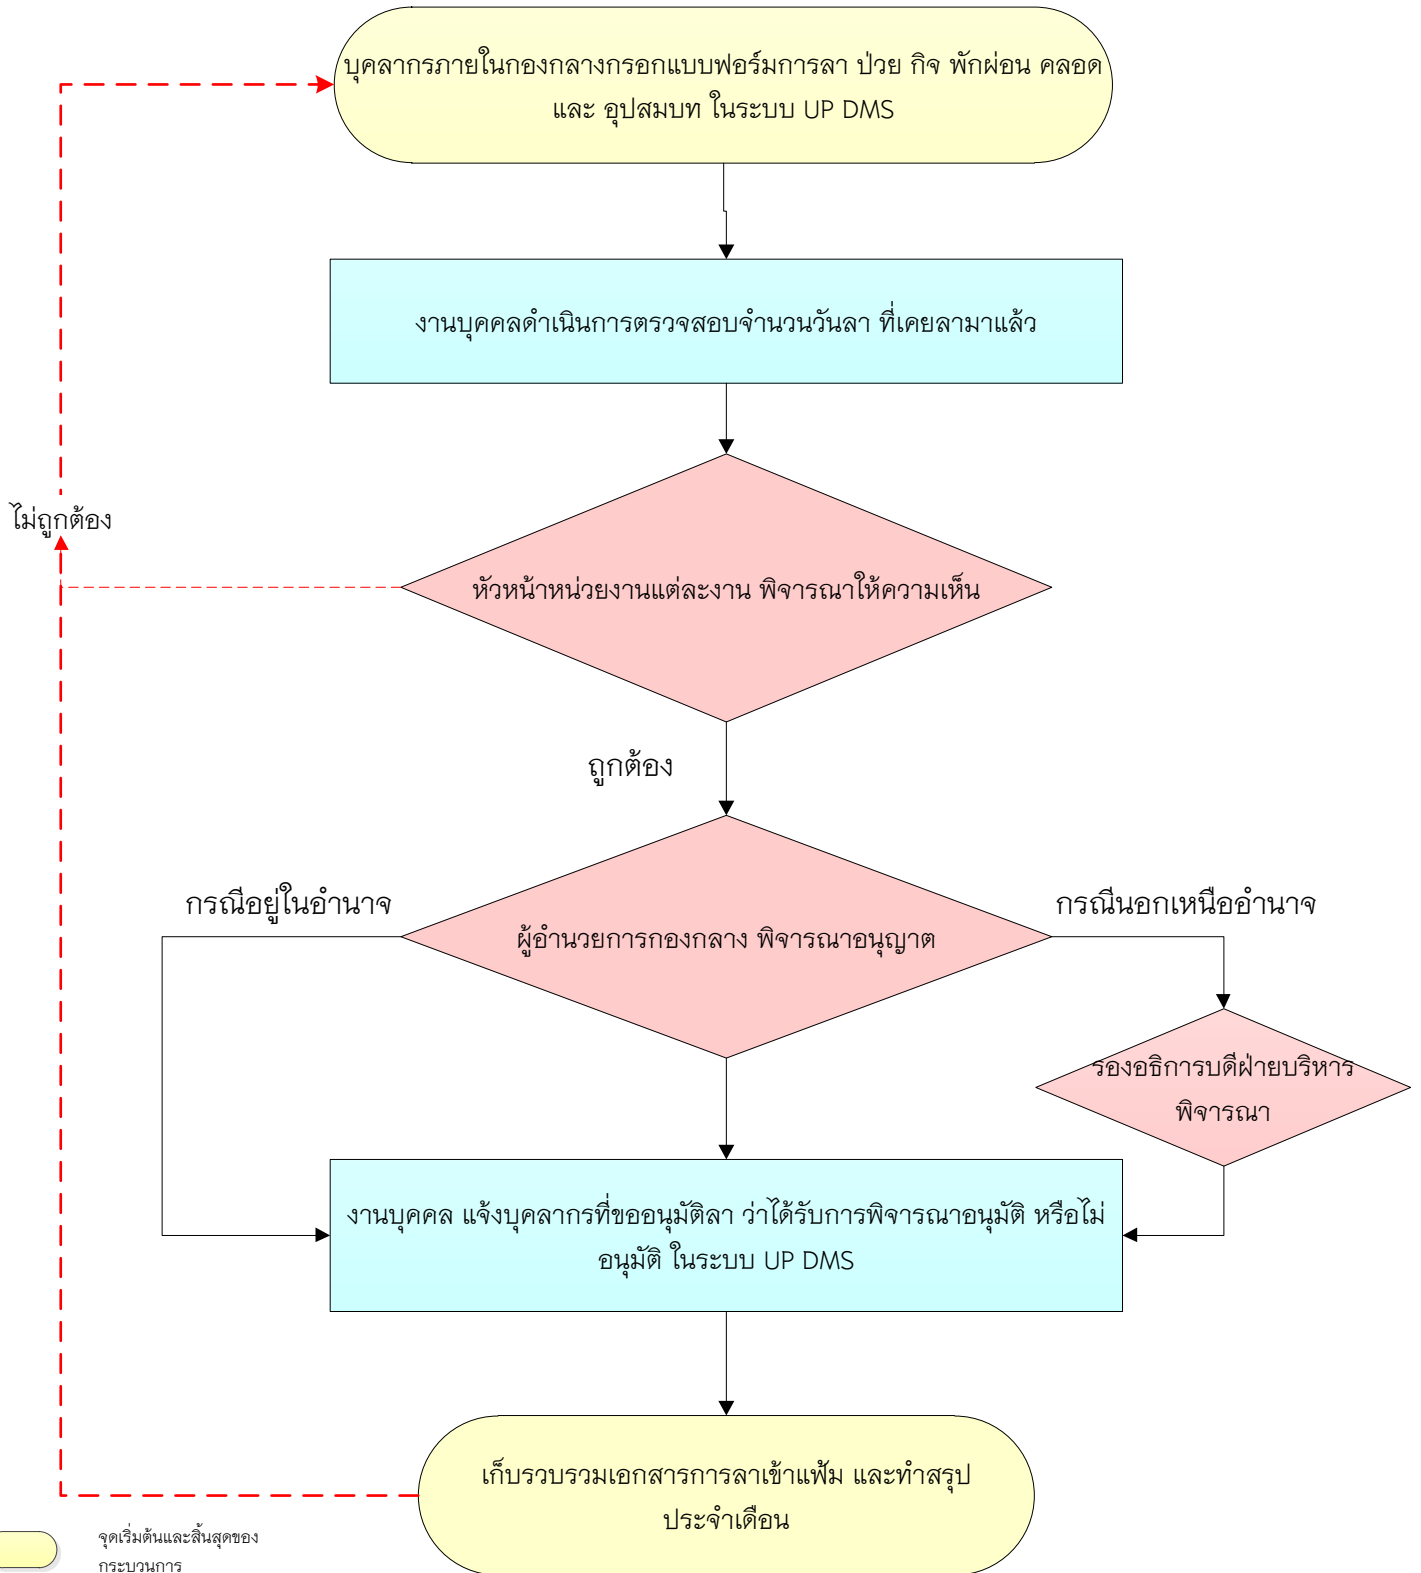 บุคลากรภายในกองกลางกรอกแบบฟอร์มการลา ป่วย กิจ พักผ่อน คลอด
และ อุปสมบท ในระบบ UP DMS
งานบุคคลดำเนินการตรวจสอบจำนวนวันลา ที่เคยลามาแล้ว
ไม่ถูกต้อง
หัวหน้าหน่วยงานแต่ละงาน พิจารณาให้ความเห็น
ถูกต้อง
กรณีอยู่ในอำนาจ
กรณีนอกเหนืออำนาจ
ผู้อำนวยการกองกลาง พิจารณาอนุญาต
รองอธิการบดีฝ่ายบริหาร
พิจารณา
งานบุคคล แจ้งบุคลากรที่ขออนุมัติลา ว่าได้รับการพิจารณาอนุมัติ หรือไม่
อนุมัติ ในระบบ UP DMS
เก็บรวบรวมเอกสารการลาเข้าแฟ้ม และทำสรุป
ประจำเดือน
จุดเริ่มต้นและสิ้นสุดของ
กระบวนการ